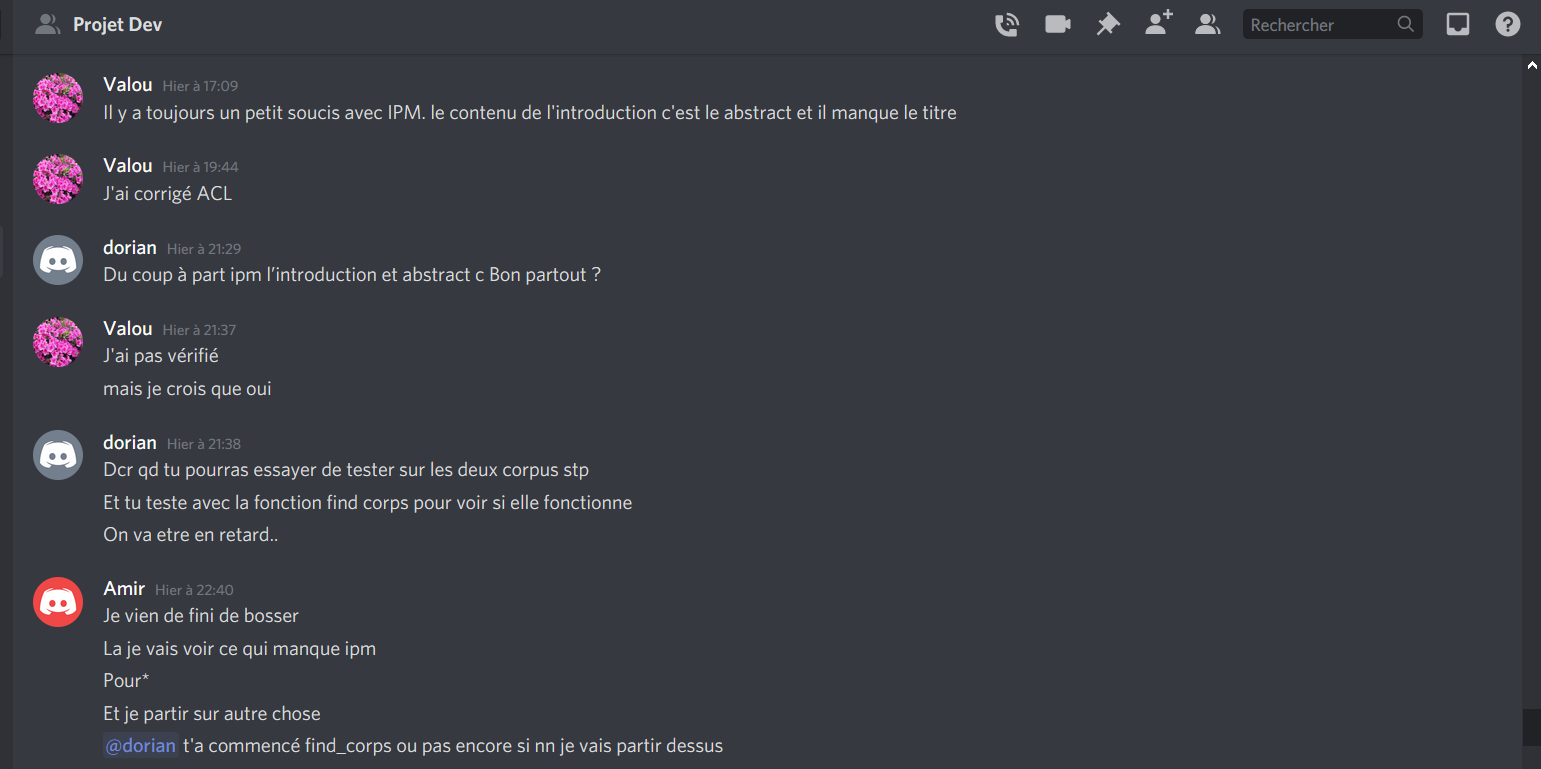 Projet Dev
Rechercher
Valou Hier à 17:09
Il y a toujours un petit soucis avec IPM. le contenu de l'introduction c'est le abstract et il manque le titre
Valou Hier à 19:44
J'ai corrigé ACL
dorian Hier à 21:29
Du coup à part ipm l’introduction et abstract c Bon partout ?
Valou Hier à 21:37
J'ai pas vérifié
mais je crois que oui
dorian Hier à 21:38
Dcr qd tu pourras essayer de tester sur les deux corpus stp
Et tu teste avec la fonction find corps pour voir si elle fonctionne
On va etre en retard..
Amir Hier à 22:40
Je vien de fini de bosser
La je vais voir ce qui manque ipm
Pour*
Et je partir sur autre chose
@dorian t'a commencé find_corps ou pas encore si nn je vais partir dessus